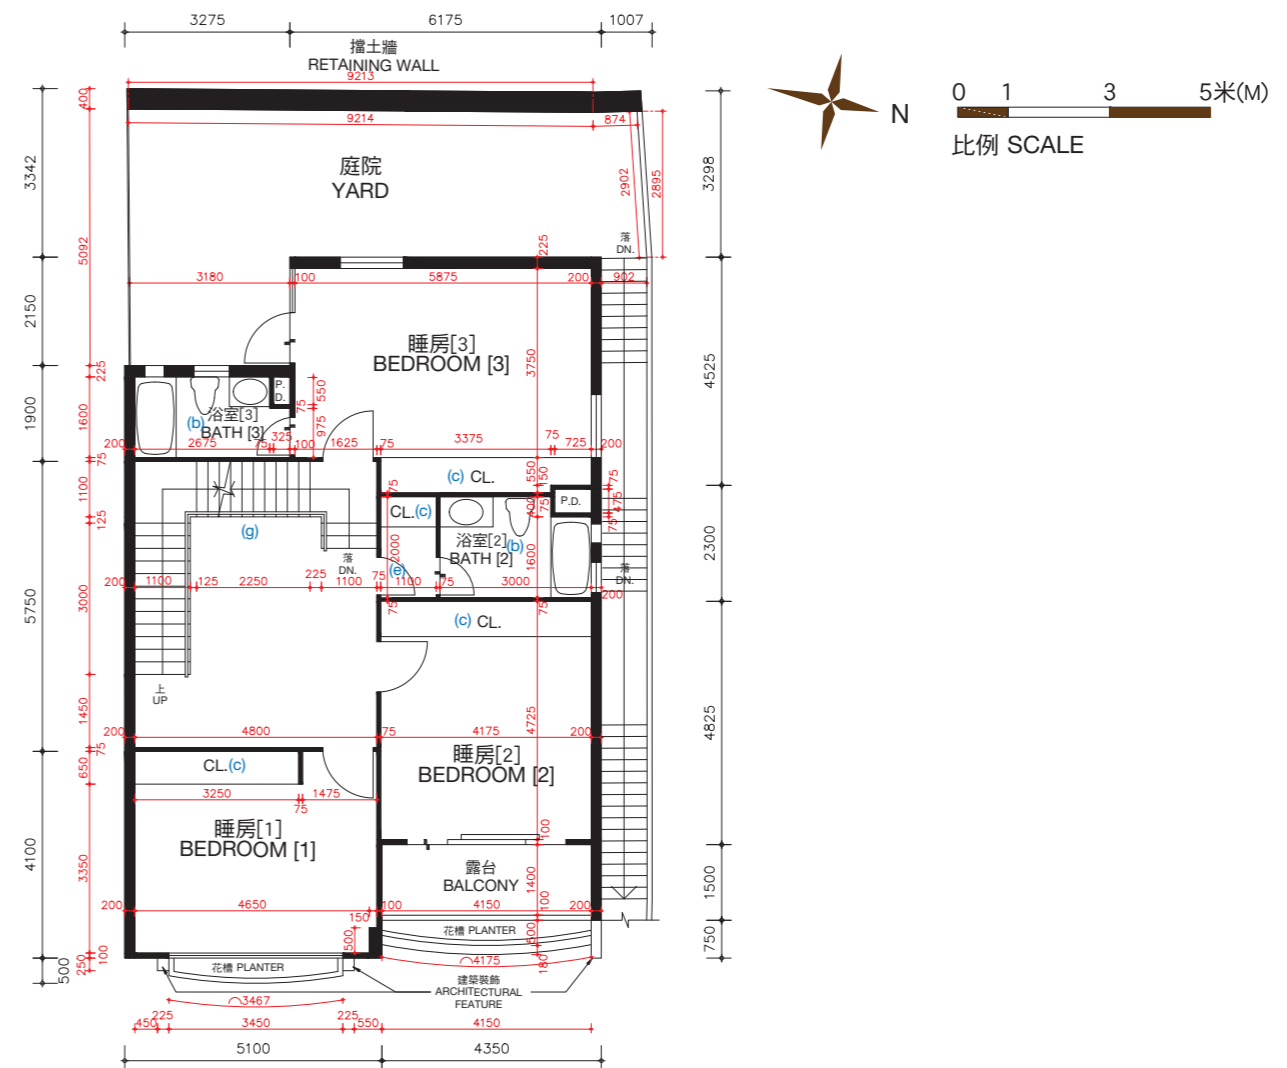 3275 6175 1007
擋土牆
RETAINING WALL
9213
400
9214 874
N
0 1 3 5米(M)
比例 SCALE
庭院
YARD
3342
5092
2902
2895
3298
落
DN.
225
3180 100 5875 200 902
2150
睡房[3]
BEDROOM [3]
3750
4525
225
P.
D.
550
75
975
1900
1600
(b) 浴室[3]
BATH [3]
325
200 2675 75 100 1625 75 3375 75 725 200
75
(c) CL.
550
150
75
1100
75
CL.(c)
400
75
P.D.
475
75
125
(g)
浴室[2]
BATH [2] (b)
2000
1600
2300
落
DN.
(e)
落
DN.
200 1100 125 2250 225 1100 75 1100 75 3000
200
75
75
3000
5750
(c) CL.
上
UP
1450
4725
4825
200 4800 75 4175 200
75
睡房[2]
BEDROOM [2]
650
CL.(c)
3250 1475
75
睡房[1]
BEDROOM [1]
100
4100
3350
露台
BALCONY
1400
1500
200 4650 150 100 4150 200
100
500
花槽 PLANTER
500
750
100
250
500
花槽 PLANTER
4175
180
建築裝飾
ARCHITECTURAL
FEATURE
3467
450 225 3450 225 550 4150
5100 4350